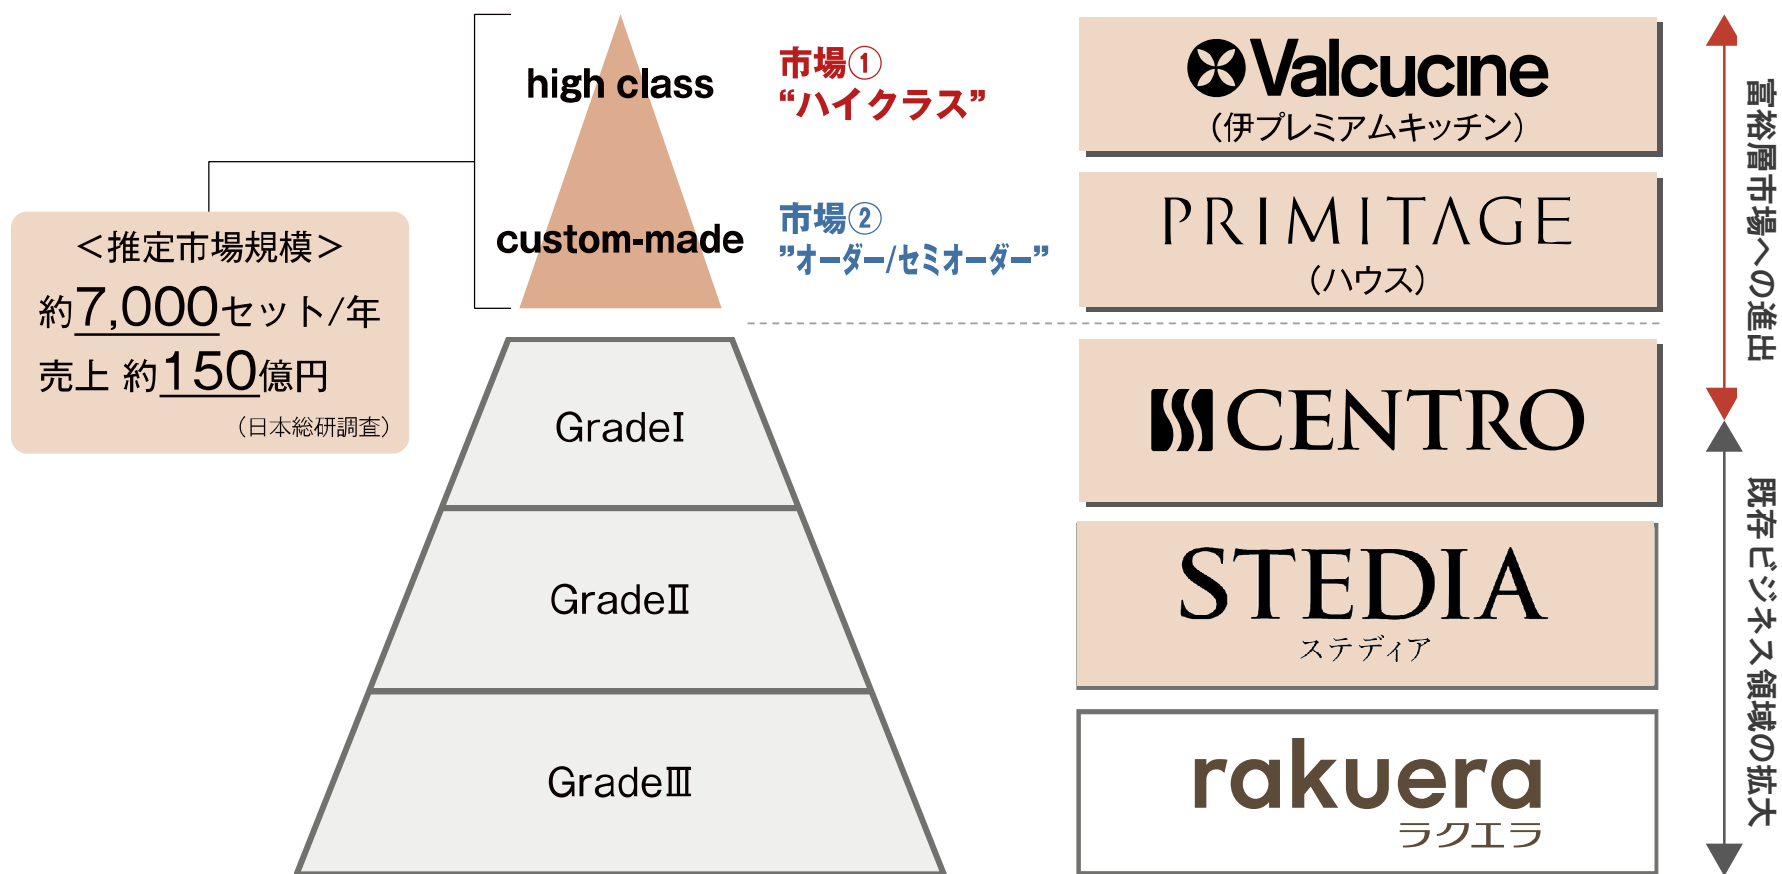 high class
custom-made
市場①
“ハイクラス”
市場②
”オーダー/セミオーダー”
＜推定市場規模＞
約7,000セット/年
売上 約150億円
（日本総研調査）
GradeⅠ
GradeⅡ
GradeⅢ
Valcucine
（伊プレミアムキッチン）
PRIMITAGE
（ハウス）
CENTRO
STEDIA
ステディア
rakuera
ラクエラ
富裕層市場への進出
既存ビジネス領域の拡大